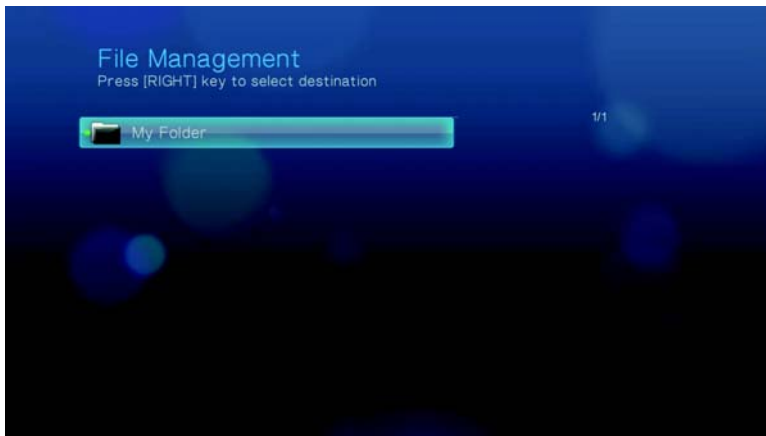 File Management
Press [RIGHT] key to select destination
1/1
My Folder